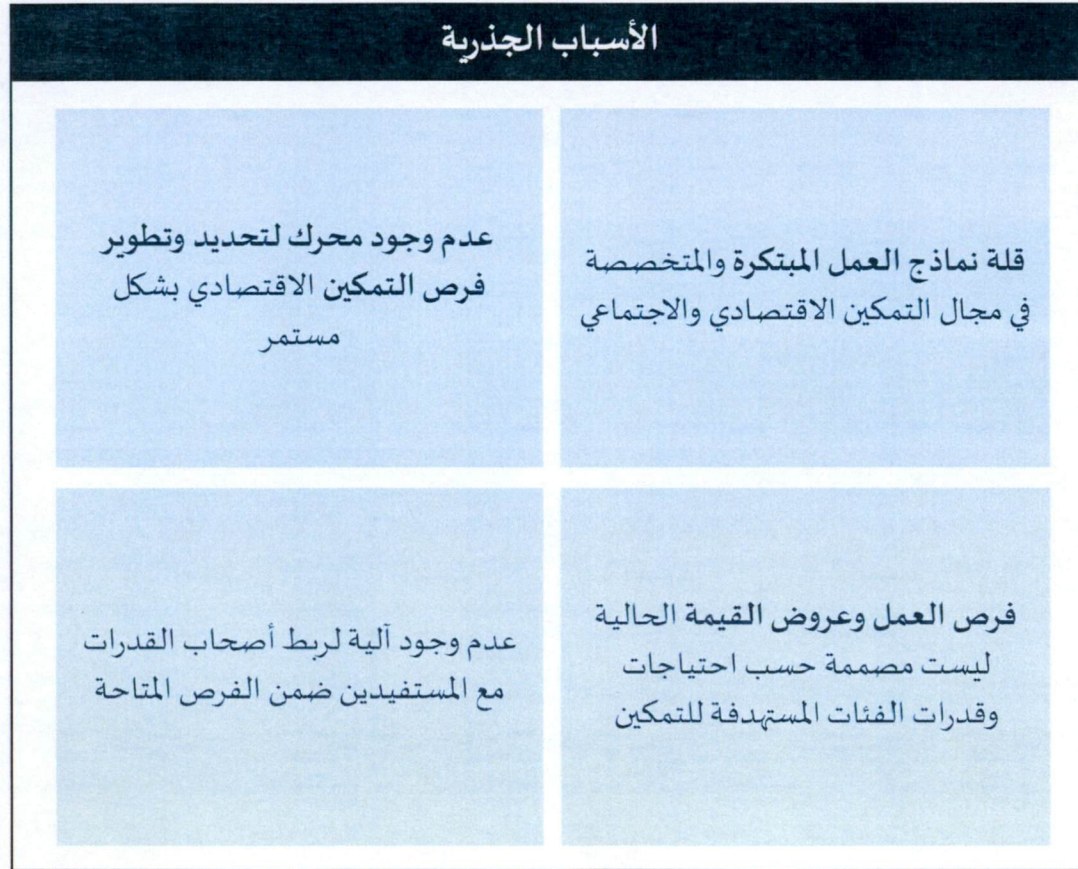 الأسباب الجذرية
قلة نماذج العمل المبتكرة والمتخصصة
في مجال التمكين الاقتصادي والاجتماعي
عدم وجود محرك لتحديد وتطوير
فرص التمكين الاقتصادي بشكل
مستمر
فرص العمل وعروض القيمة الحالية
ليست مصممة حسب احتياجات
وقدرات الفئات المستهدفة للتمكين
عدم وجود آلية لربط أصحاب القدرات
مع المستفيدين ضمن الفرص المتاحة